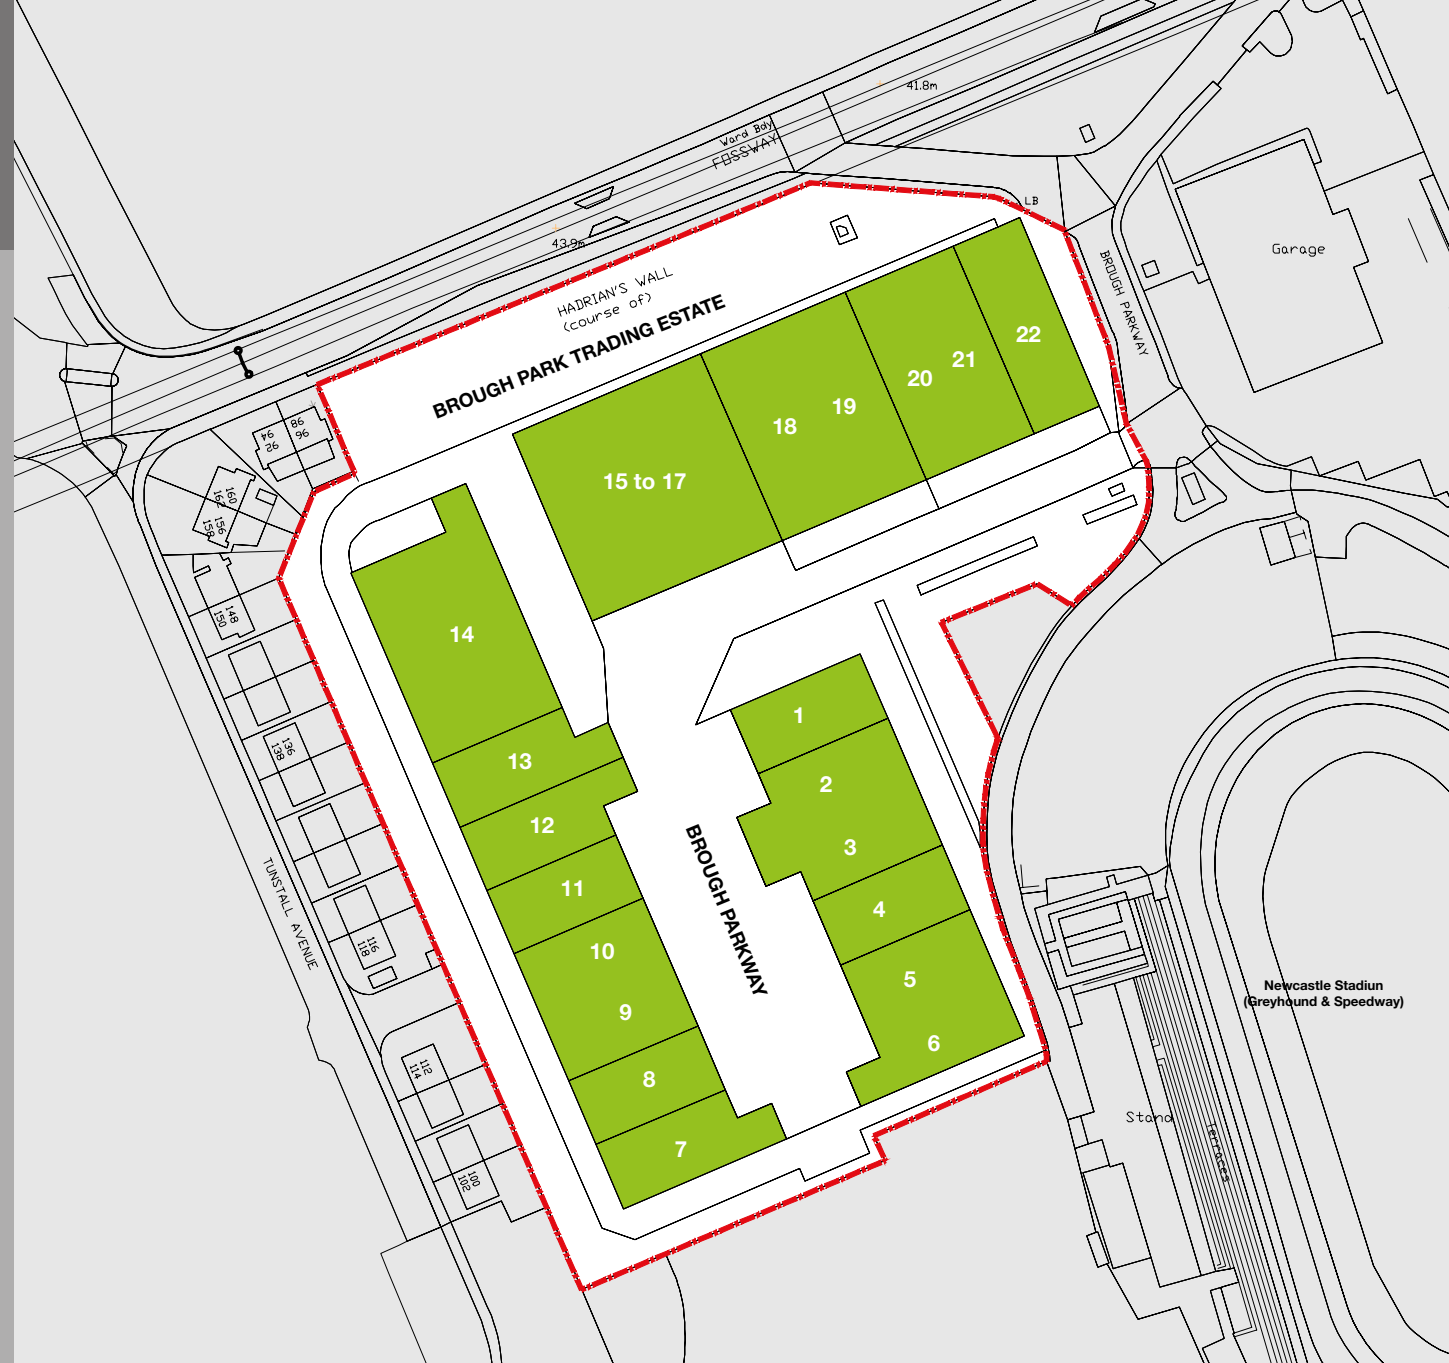 41.8m
Ward Bdy
FOSSWAY
LB
43.9m
Garage
HADRIAN'S WALL
(course of)
BROUGH PARK TRADING ESTATE
BROUGH PARKWAY
22
21
20
19
18
15 to 17
94
92
98
96
162
160
158
156
148
150
14
13
12
11
10
9
8
7
1
2
3
4
5
6
BROUGH PARKWAY
136
138
TUNSTALL AVENUE
116
118
112
114
100
102
Newcastle Stadiun
(Greyhound & Speedway)
Stand
Terraces